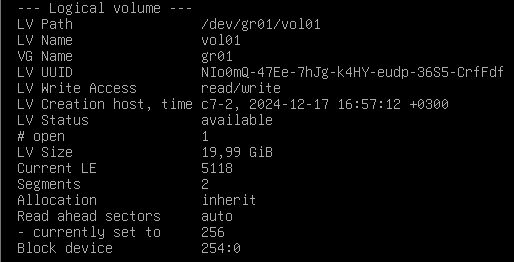 --- Logical volume ---
LV Path                /dev/gr01/vol01
LV Name                vol01
VG Name                gr01
LV UUID                NIo0mQ-47Ee-7hJg-k4HY-eudp-36S5-CrfFdf
LV Write Access        read/write
LV Creation host, time c7-2, 2024-12-17 16:57:12 +0300
LV Status              available
# open                 1
LV Size                19,99 GiB
Current LE             5118
Segments               2
Allocation             inherit
Read ahead sectors     auto
- currently set to     256
Block device           254:0